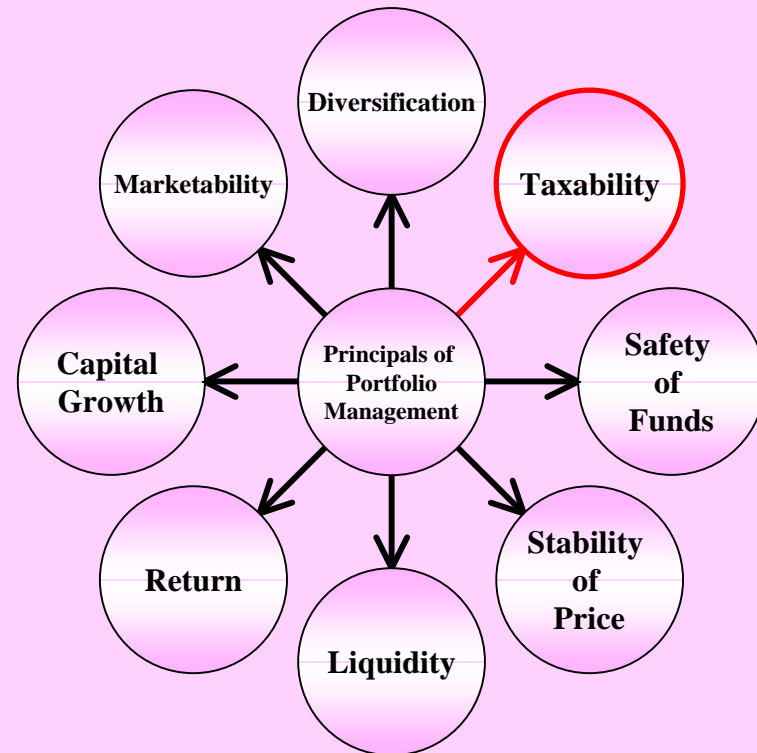 Diversification
Marketability
Taxability
Capital
Growth
Principals of
Portfolio
Management
Safety
of
Funds
Return
Stability
of
Price
Liquidity